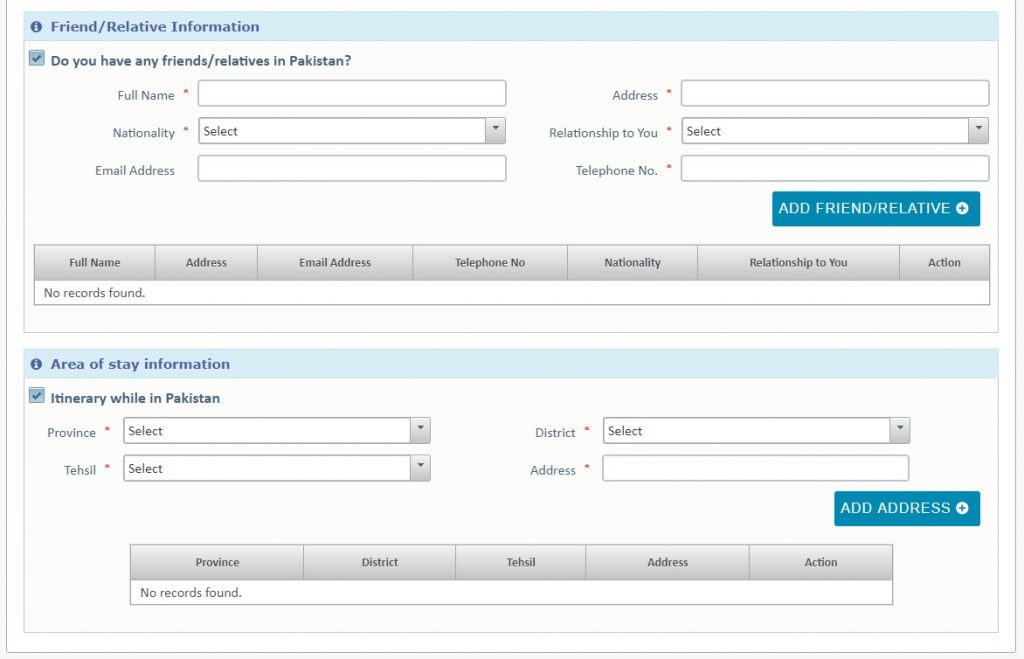 Friend/Relative Information
Do you have any friends/relatives in Pakistan?
Full Name * Address *
Nationality * Select Relationship to You * Select
Email Address Telephone No. *
ADD FRIEND/RELATIVE
Full Name Address Email Address Telephone No Nationality Relationship to You Action
No records found.
Area of stay information
Itinerary while in Pakistan
Province * Select District * Select
Tehsil * Select Address *
ADD ADDRESS
Province District Tehsil Address Action
No records found.